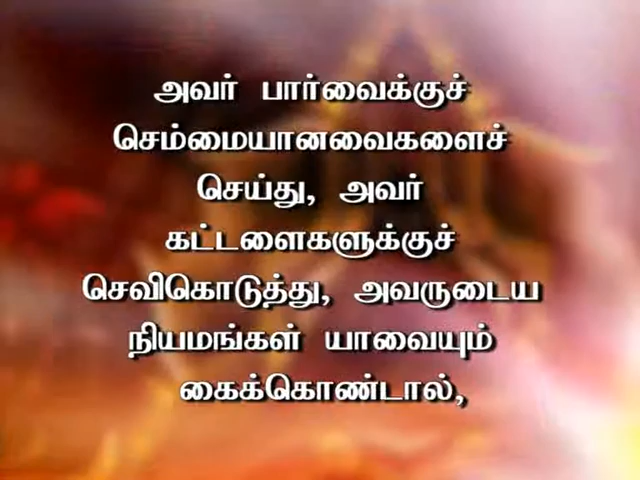 அவர் பார்வைக்குச்
செம்மையானவைகளைச்
செய்து, அவர்
கட்டளைகளுக்குச்
செவிகொடுத்து, அவருடைய
நியமங்கள் யாவையும்
கைக்கொண்டால்,